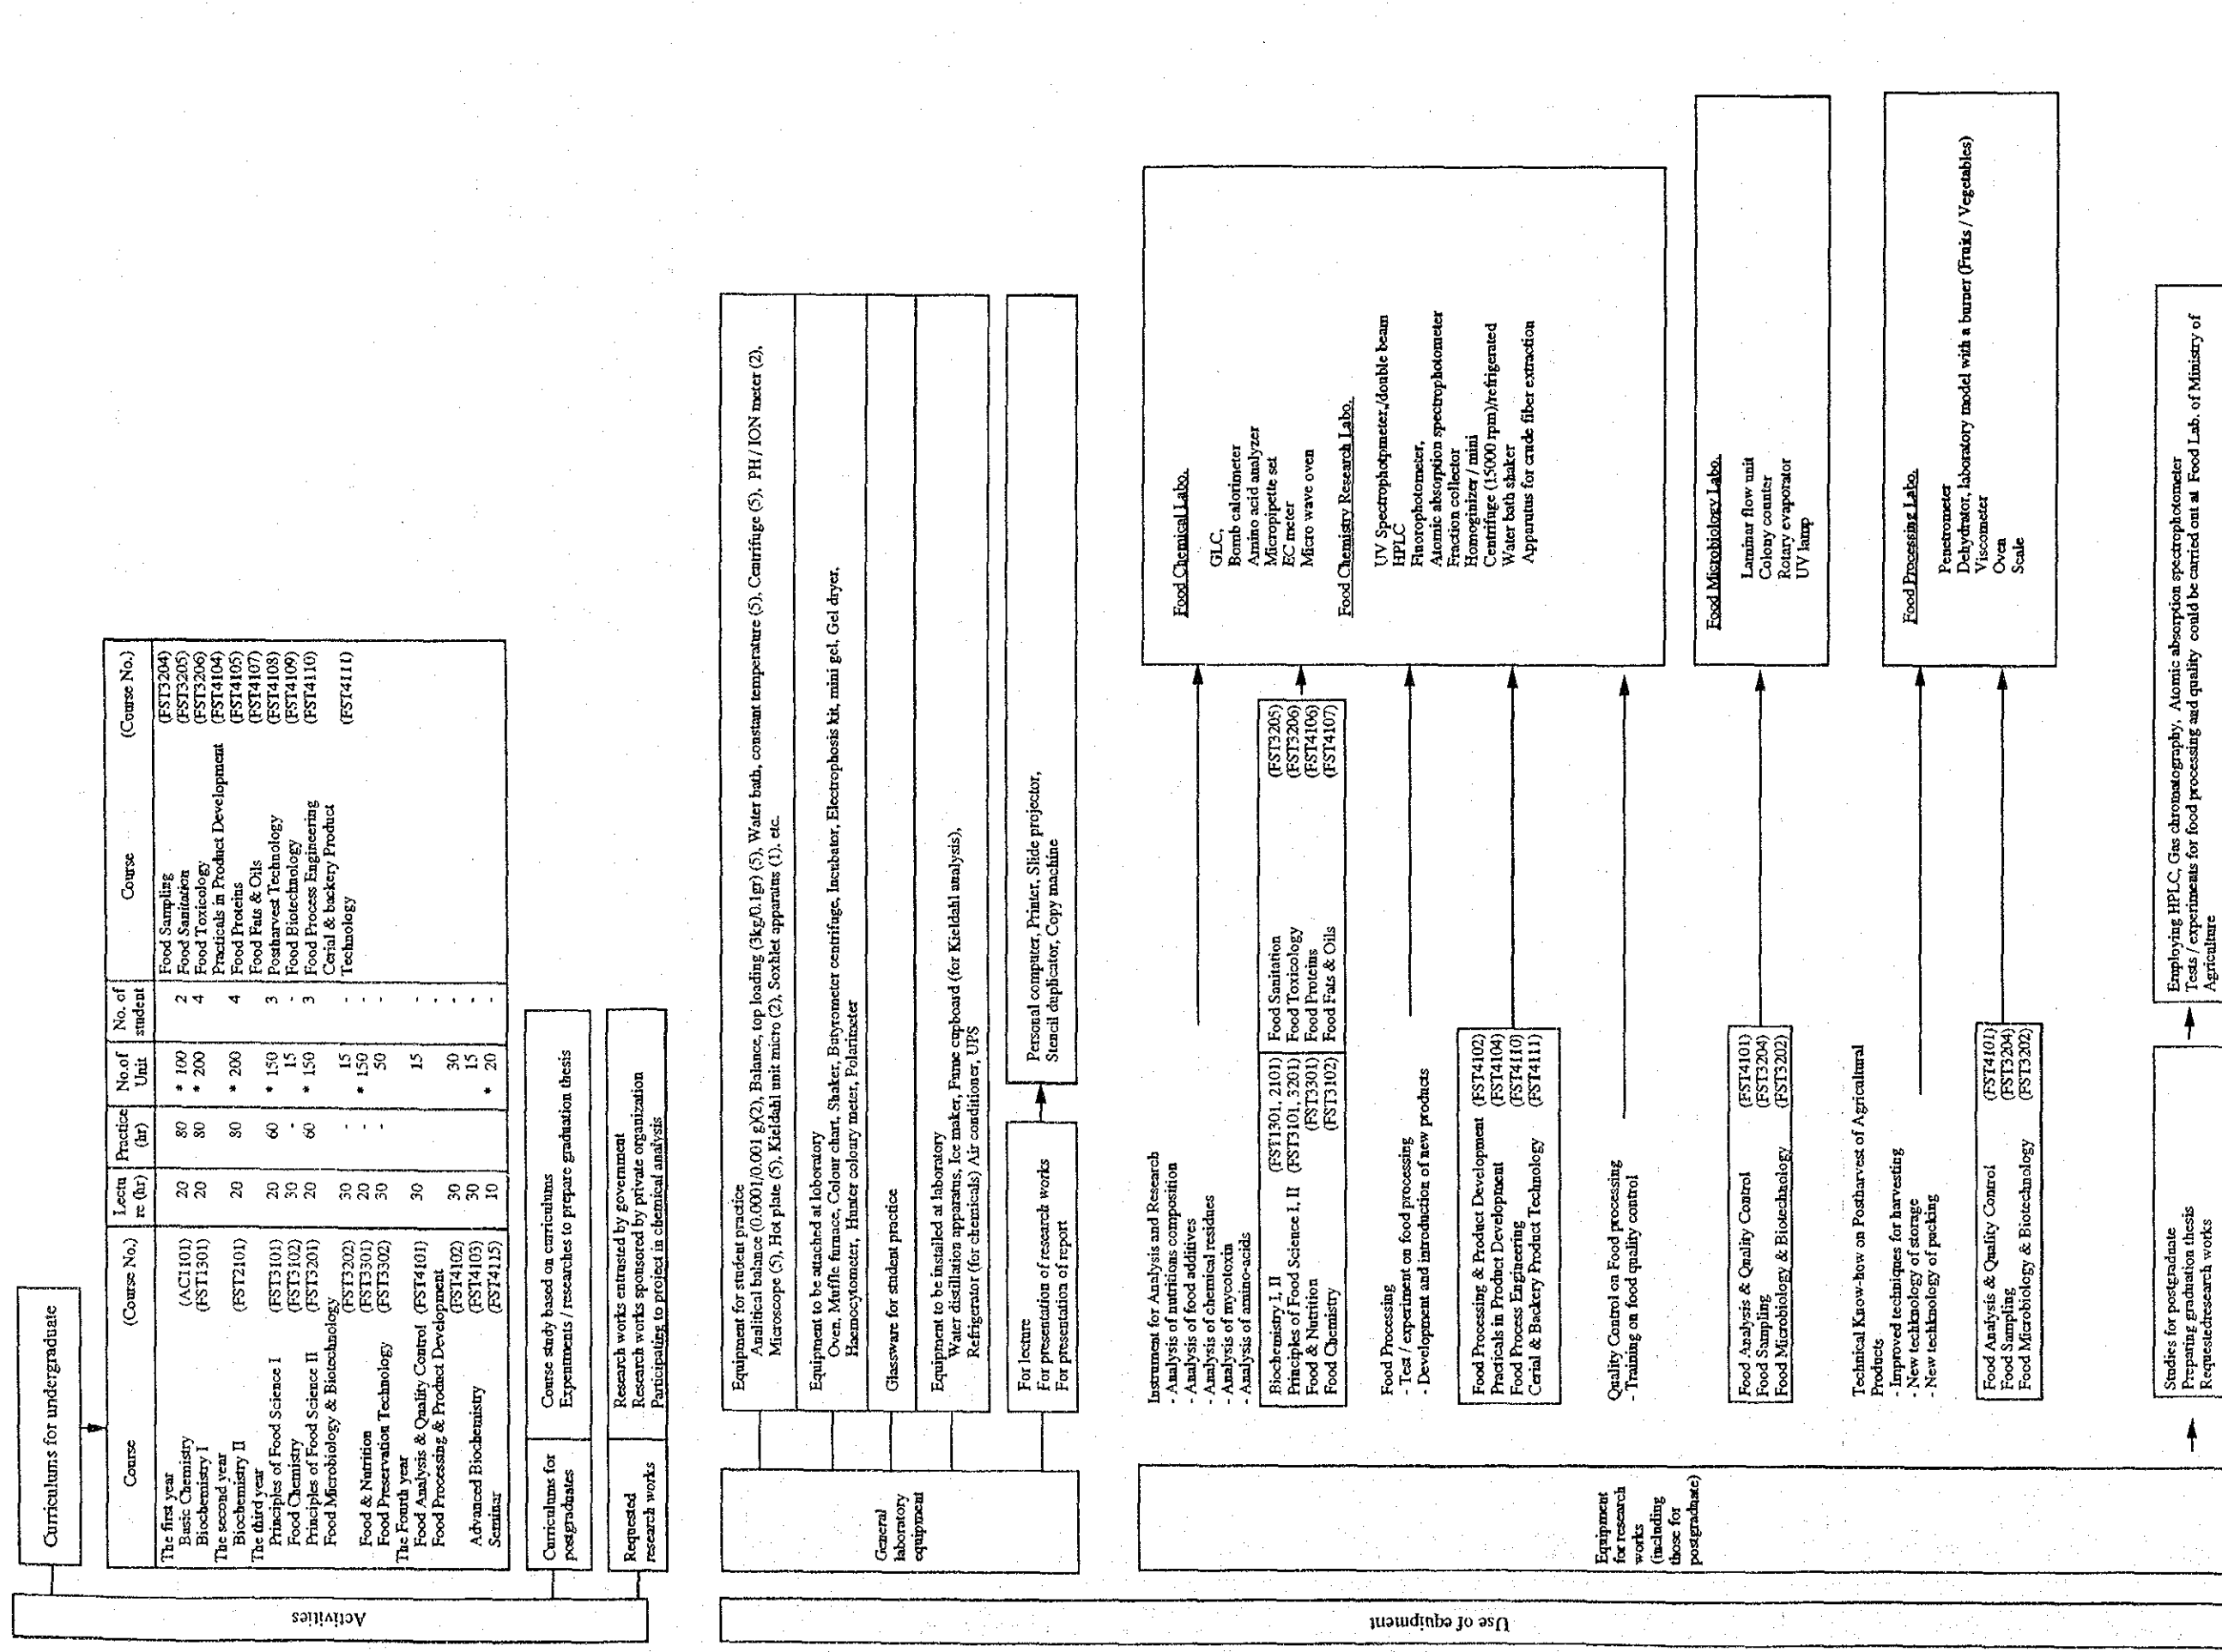 Activities
Curriculums for undergraduate
Course (Course No.) Lectu re (hr) Practice (hr) No.of Unit No. of student Course (Course No.)
The first year
Basic Chemistry (AC1101) 20 80 * 100 2
Biochemistry I (FST1301) 20 80 * 200 4
The second year
Biochemistry II (FST2101) 20 80 * 200 4
The third year
Principles of Food Science I (FST3101) 20 60 * 150 3
Food Chemistry (FST3102) 30 - 15 -
Principles of Food Science II (FST3201) 20 60 * 150 3
Food Microbiology & Biotechnology
(FST3202) 30 - 15 -
Food & Nutrition (FST3301) 20 - * 150 -
Food Preservation Technology (FST3302) 30 - 50 -
The Fourth year
Food Analysis & Quality Control (FST4101) 30 15 -
Food Processing & Product Development -
(FST4102) 30 30 -
Advanced Biochemistry (FST4103) 30 15 -
Seminar (FST4115) 10 * 20 -
Food Sampling (FST3204)
Food Sanitation (FST3205)
Food Toxicology (FST3206)
Practicals in Product Development (FST4104)
Food Proteins (FST4105)
Food Fats & Oils (FST4107)
Postharvest Technology (FST4108)
Food Biotechnology (FST4109)
Food Process Engineering (FST4110)
Cerial & backery Product
Technology (FST4111)
Curriculums for
postgraduates
Course study based on curriculums
Expentments / researches to prepare graduation thesis
Requested
research works
Research works entrusted by government
Research works sponsored by private organization
Participating to project in chemical analysis
Use of equipment
General
laboratory
equipment
Equipment for student practice
Analitical balance (0.0001/0.001 g)(2), Balance, top loading (3kg/0.1gr) (5), Water bath, constant temperature (5), Centrifuge (5), PH / ION meter (2),
Microscope (5), Hot plate (5), Kieldahl unit micro (2), Soxhlet apparatus (1), etc.
Equipment to be attached at loboratory
Oven, Muffle furnace, Colour chart, Shaker, Butyrometer centrifuge, Incubator, Electrophosis kit, mini gel, Gel dryer,
Haemocytometer, Hunter coloury meter, Polarimeter
Glassware for student practice
Equipment to be installed at laboratory
Water distillation apparatus, Ice maker, Fume cupboard (for Kieldahl analysis),
Refrigerator (for chemicals) Air conditioner, UPS
For lecture
For presentation of research works
For presentation of report
Personal computer, Printer, Slide projector,
Stencil duplicator, Copy machine
Equipment
for research
works
(including
those for
postgraduate)
Instrument for Analysis and Research
- Analysis of nutritions composition
- Analysis of food additives
- Analysis of chemical residues
- Analysis of mycotoxin
- Analysis of amino-acids
Biochemistry I, II (FST1301, 2101)
Principles of Food Science I, II (FST3101, 3201)
Food & Nutrition (FST3301)
Food Chemistry (FST3102)
Food Sanitation (FST3205)
Food Toxicology (FST3206)
Food Proteins (FST4106)
Food Fats & Oils (FST4107)
Food Processing
- Test / experiment on food processing
- Development and introduction of new products
Food Processing & Product Development (FST4102)
Practicals in Product Development (FST4104)
Food Process Engineering (FST4110)
Cerial & Backery Product Technology (FST4111)
Quality Control on Food processing
- Training on food quality control
Food Chemical Labo.
GLC,
Bomb calorimeter
Amino acid analyzer
Micropipette set
EC meter
Micro wave oven
Food Chemistry Research Labo.
UV Spectrophotpmeter,/double beam
HPLC
Fluorophotometer,
Atomic absorption spectrophotometer
Fraction collector
Homoginizer / mini
Centrifuge (15000 rpm)/refrigerated
Water bath shaker
Apparutus for crude fiber extraction
Food Analysis & Quality Control (FST4101)
Food Sampling (FST3204)
Food Microbiology & Biotechnology (FST3202)
Food Microbiology Labo.
Laminar flow unit
Colony counter
Rotary evaporator
UV lamp
Technical Know-how on Postharvest of Agricultural
Products
- Improved techniques for harvesting
- New techknology of storage
- New techknology of packing
Food Analysis & Quality Control (FST4101)
Food Sampling (FST3204)
Food Microbiology & Biotechnology (FST3202)
Food Processing Labo.
Penetrometer
Dehydrator, laboratory model with a burner (Fruits / Vegetables)
Viscometer
Oven
Scale
Studies for postgraduate
Preparing graduation thesis
Requestedresearch works
Employing HPLC, Gas chromatography, Atomic absorption spectrophotometer
Tests / experiments for food processing and quality could be carried out at Food Lab. of Ministry of
Agriculture